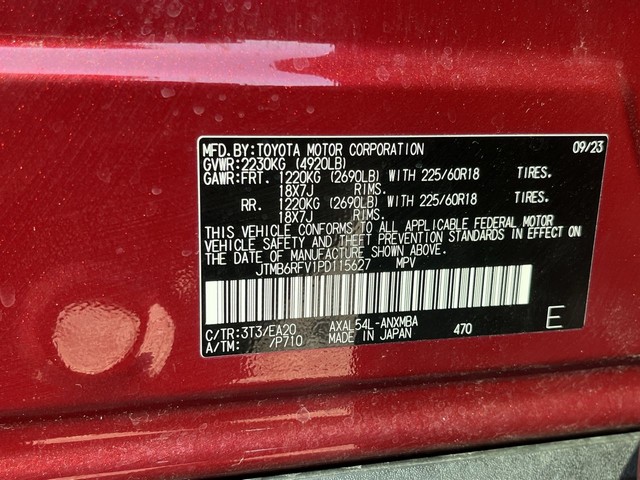 MFD.BY:TOYOTA MOTOR CORPORATION 09/23
GVWR:2230KG (4920LB)
GAWR:FRT. 1220KG (2690LB) WITH 225/60R18 TIRES.
18X7J RIMS.
RR. 1220KG (2690LB) WITH 225/60R18 TIRES.
18X7J RIMS.
THIS VEHICLE CONFORMS TO ALL APPLICABLE FEDERAL MOTOR
VEHICLE SAFETY AND THEFT PREVENTION STANDARDS IN EFFECT ON
THE DATE OF MANUFACTURE SHOWN ABOVE.
JTMB6RFV1PD115627 MPV
C/TR:3T3/EA20 AXAL54L-ANXMBA 470 E
A/TM: /P710 MADE IN JAPAN